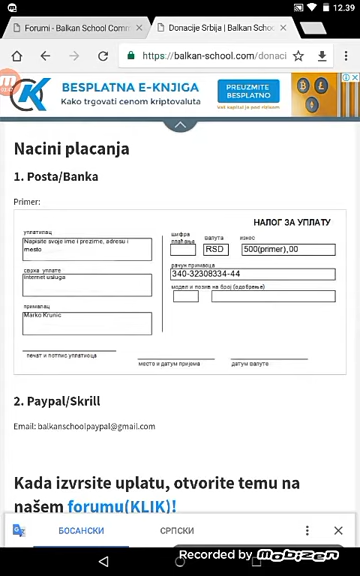 12.39
Forumi - Balkan School Comm
Donacije Srbija | Balkan Scho
https://balkan-school.com/donaci
BESPLATNA E-KNJIGA
Kako trgovati cenom kriptovaluta
PREUZMITE
BESPLATNO
Nacini placanja
1. Posta/Banka
Primer:
НАЛОГ ЗА УПЛАТУ
уплатилац
Napisite svoje ime i prezime, adresu i
mesto
шифра
плаћања
валута
износ
RSD
500(primer),00
сврха уплате
Internet usluga
рачун примаоца
340-32308334-44
модел и позив на број (одобрење)
прималац
Marko Krunic
печат и потпис уплатиоца
место и датум пријема
датум валуте
2. Paypal/Skrill
Email: balkanschoolpaypal@gmail.com
Kada izvrsite uplatu, otvorite temu na
našem forumu(KLIK)!
БОСАНСКИ
СРПСКИ
Recorded by Mobizen